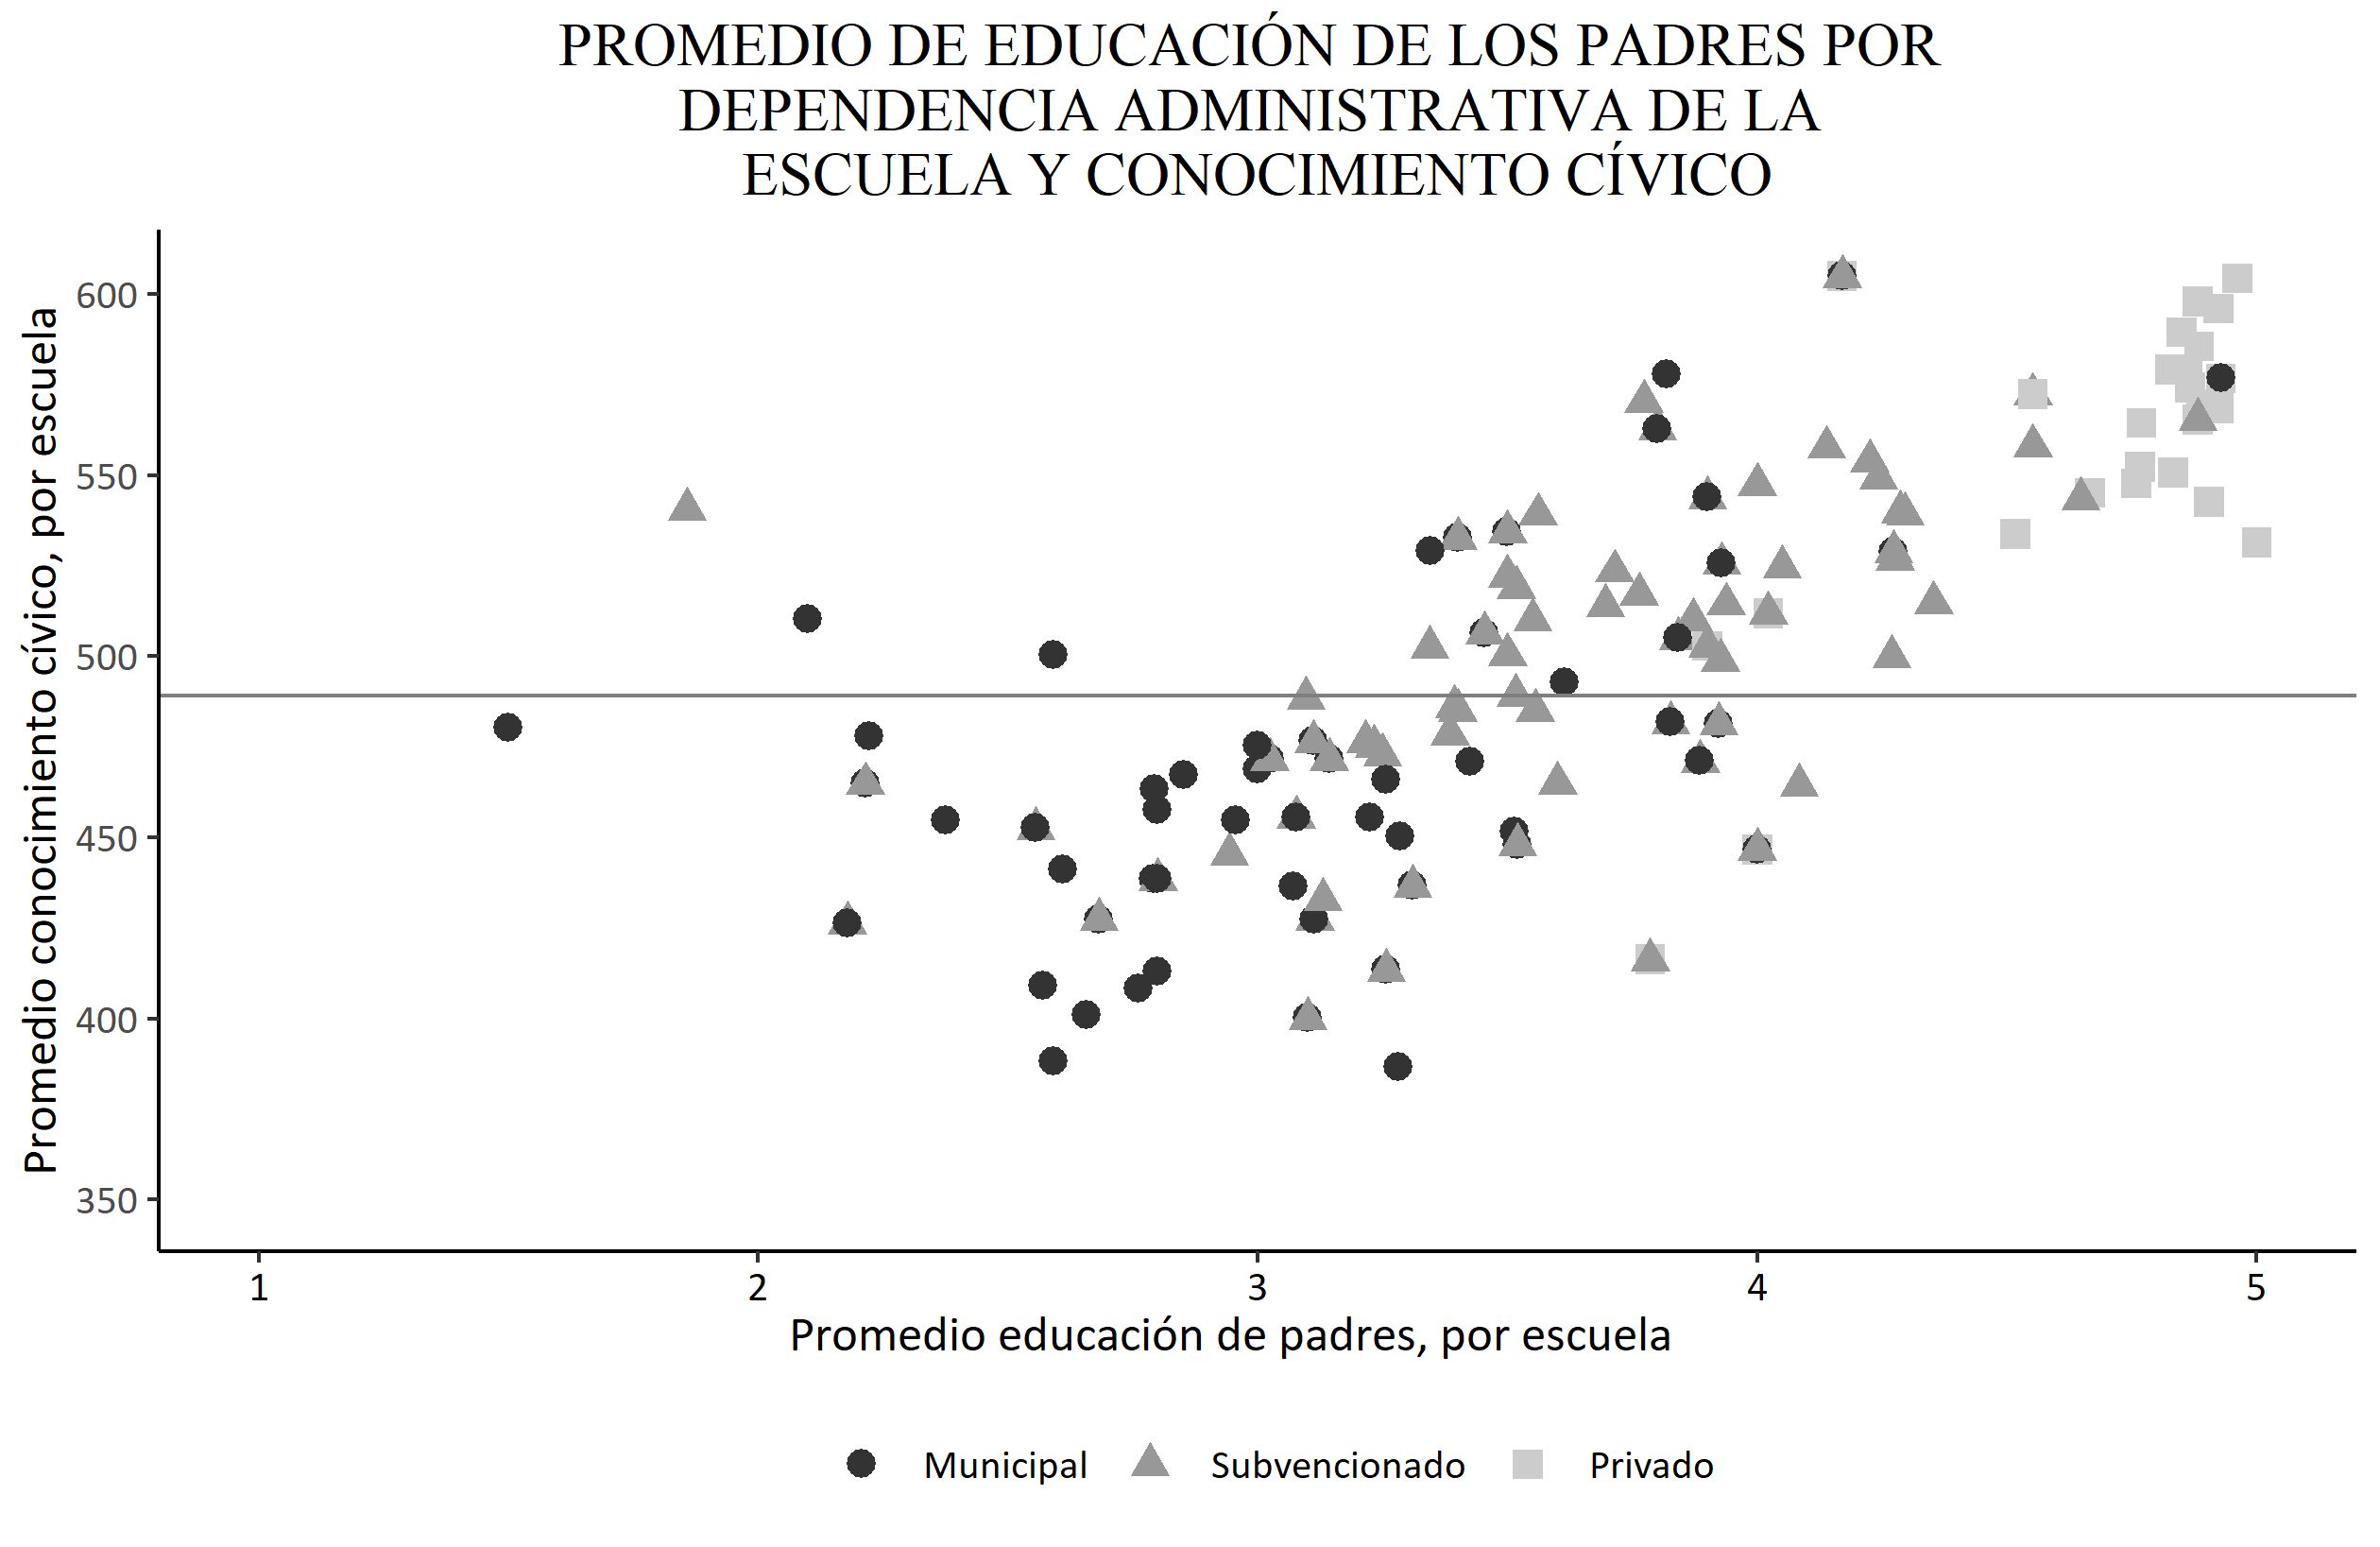 PROMEDIO DE EDUCACIÓN DE LOS PADRES POR
DEPENDENCIA ADMINISTRATIVA DE LA
ESCUELA Y CONOCIMIENTO CÍVICO
Promedio conocimiento cívico, por escuela
600
550
500
450
400
350
1 2 3 4 5
Promedio educación de padres, por escuela
Municipal Subvencionado Privado